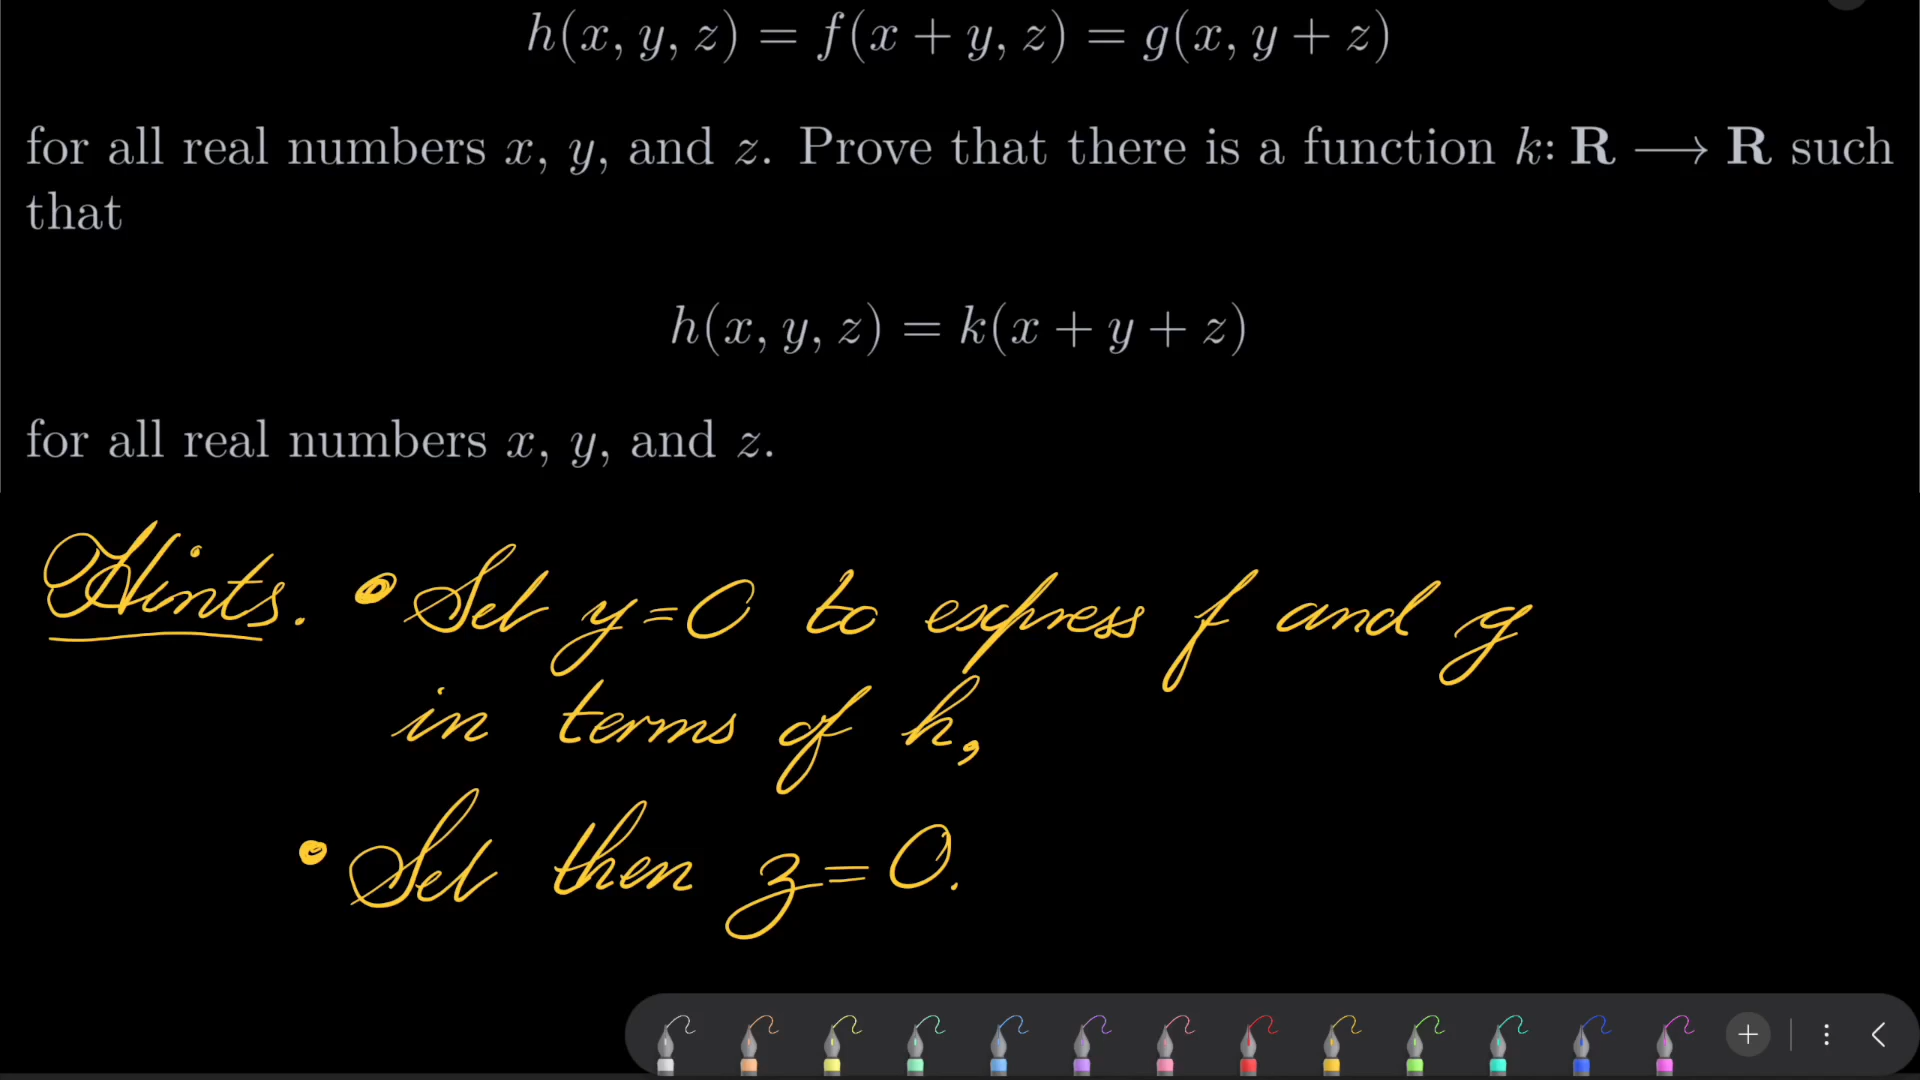 h(x, y, z) = f(x + y, z) = g(x, y + z)
for all real numbers x, y, and z. Prove that there is a function k: R ⟶ R such
that
h(x, y, z) = k(x + y + z)
for all real numbers x, y, and z.
Hints. • Set y=0 to express f and g
in terms of h,
• Set then z=0.